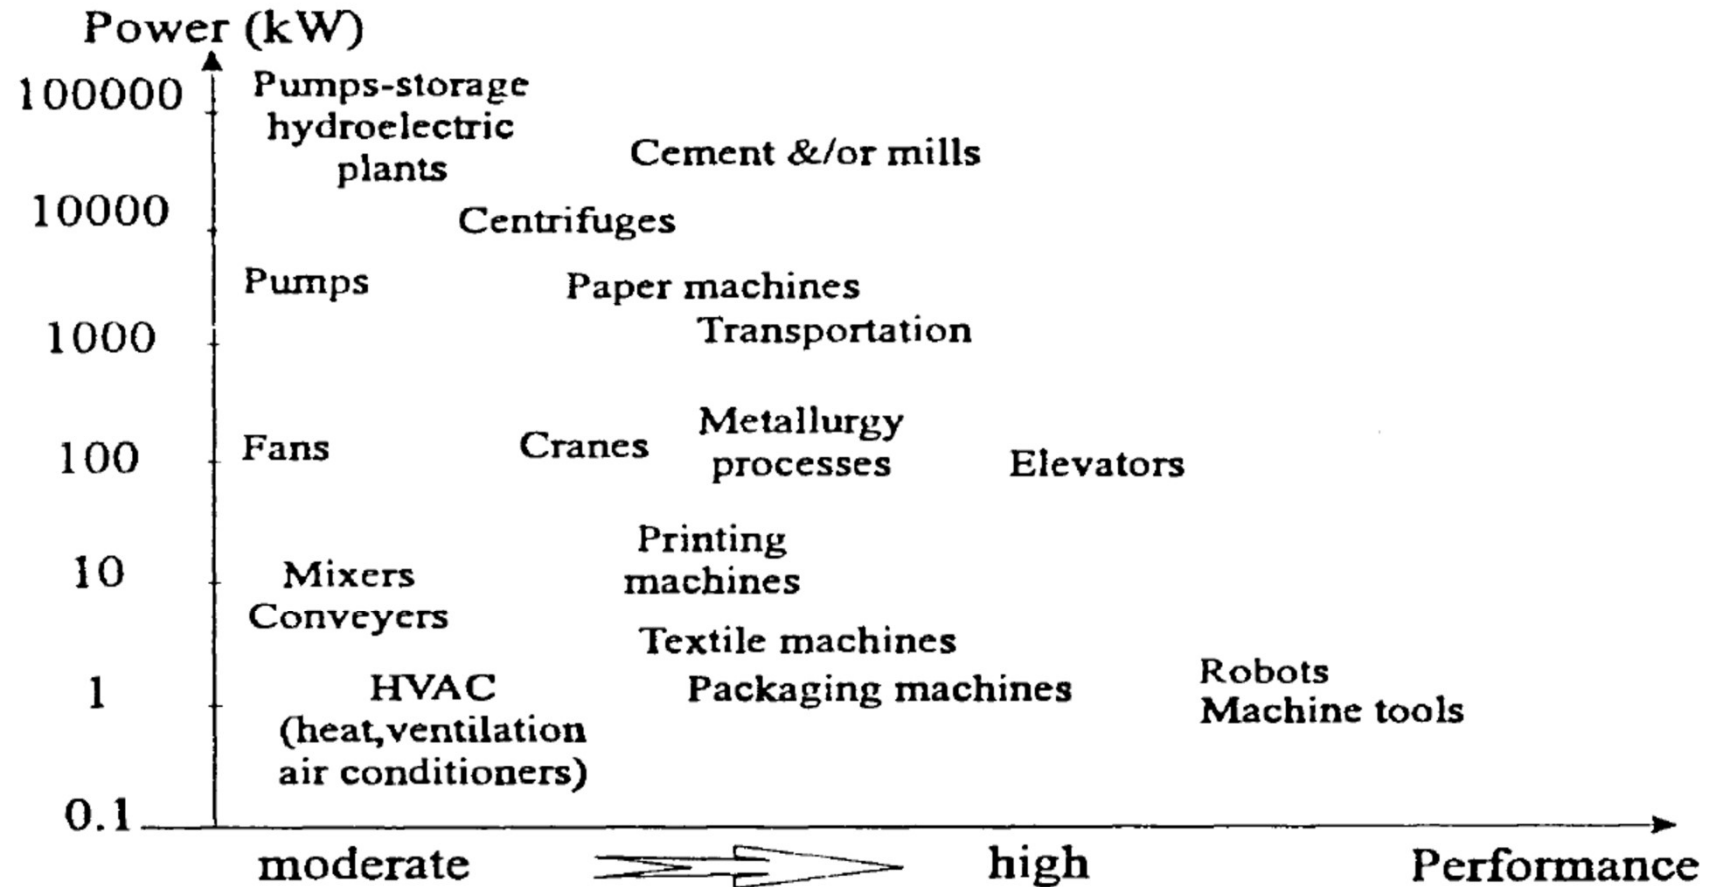 Power (kW)
100000
Pumps-storage
hydroelectric
plants
Cement &/or mills
10000
Centrifuges
Pumps
Paper machines
Transportation
1000
Metallurgy
processes
100
Fans
Cranes
Elevators
Printing
machines
10
Mixers
Conveyers
Textile machines
Robots
Machine tools
1
HVAC
(heat,ventilation
air conditioners)
Packaging machines
0.1
moderate
high
Performance